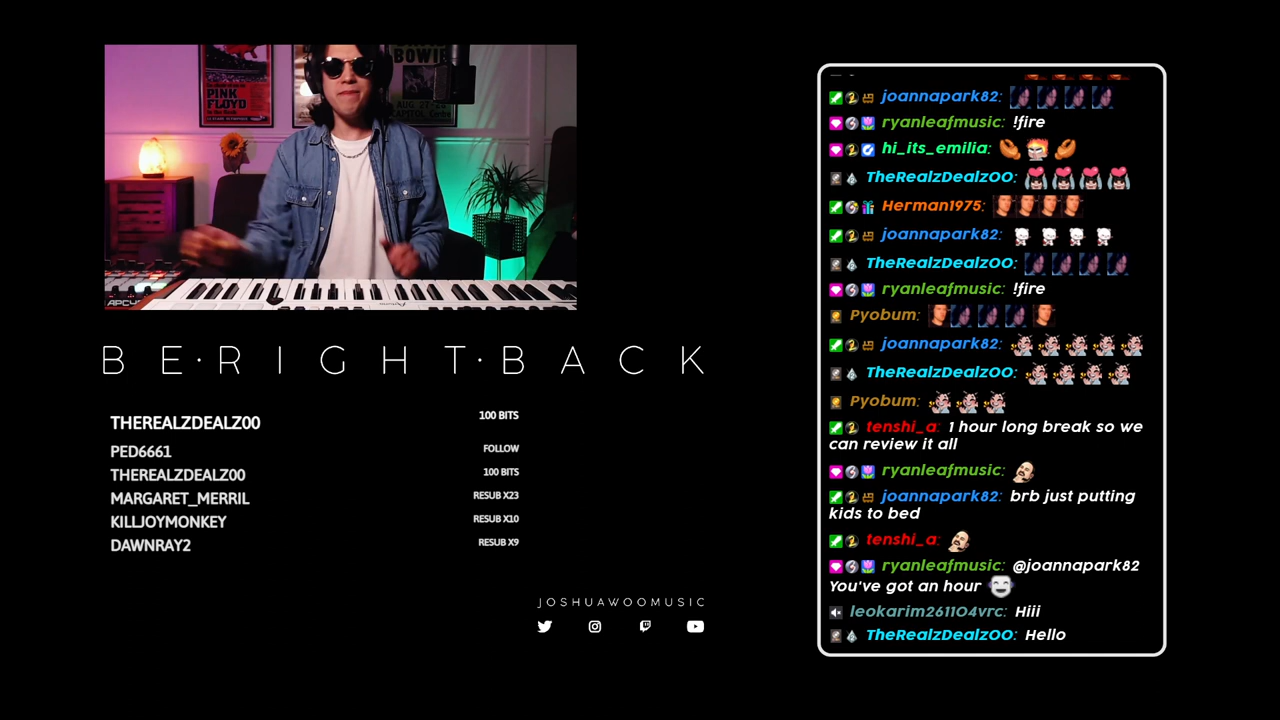 PINK
FLOYD
BOWIE
AUG
B E · R I G H T · B A C K
THEREALZDEALZ00 100 BITS
PED6661 FOLLOW
THEREALZDEALZ00 100 BITS
MARGARET_MERRIL RESUB X23
KILLJOYMONKEY RESUB X10
DAWNRAY2 RESUB X9
JOSHUAWOOMUSIC
joannapark82:
ryanleafmusic: !fire
hi_its_emilia:
TheRealzDealzOO:
Herman1975:
joannapark82:
TheRealzDealzOO:
ryanleafmusic: !fire
Pyobum:
joannapark82:
TheRealzDealzOO:
Pyobum:
tenshi_a: 1 hour long break so we
can review it all
ryanleafmusic:
joannapark82: brb just putting
kids to bed
tenshi_a:
ryanleafmusic: @joannapark82
You've got an hour
leokarim261104vrc: Hiii
TheRealzDealzOO: Hello